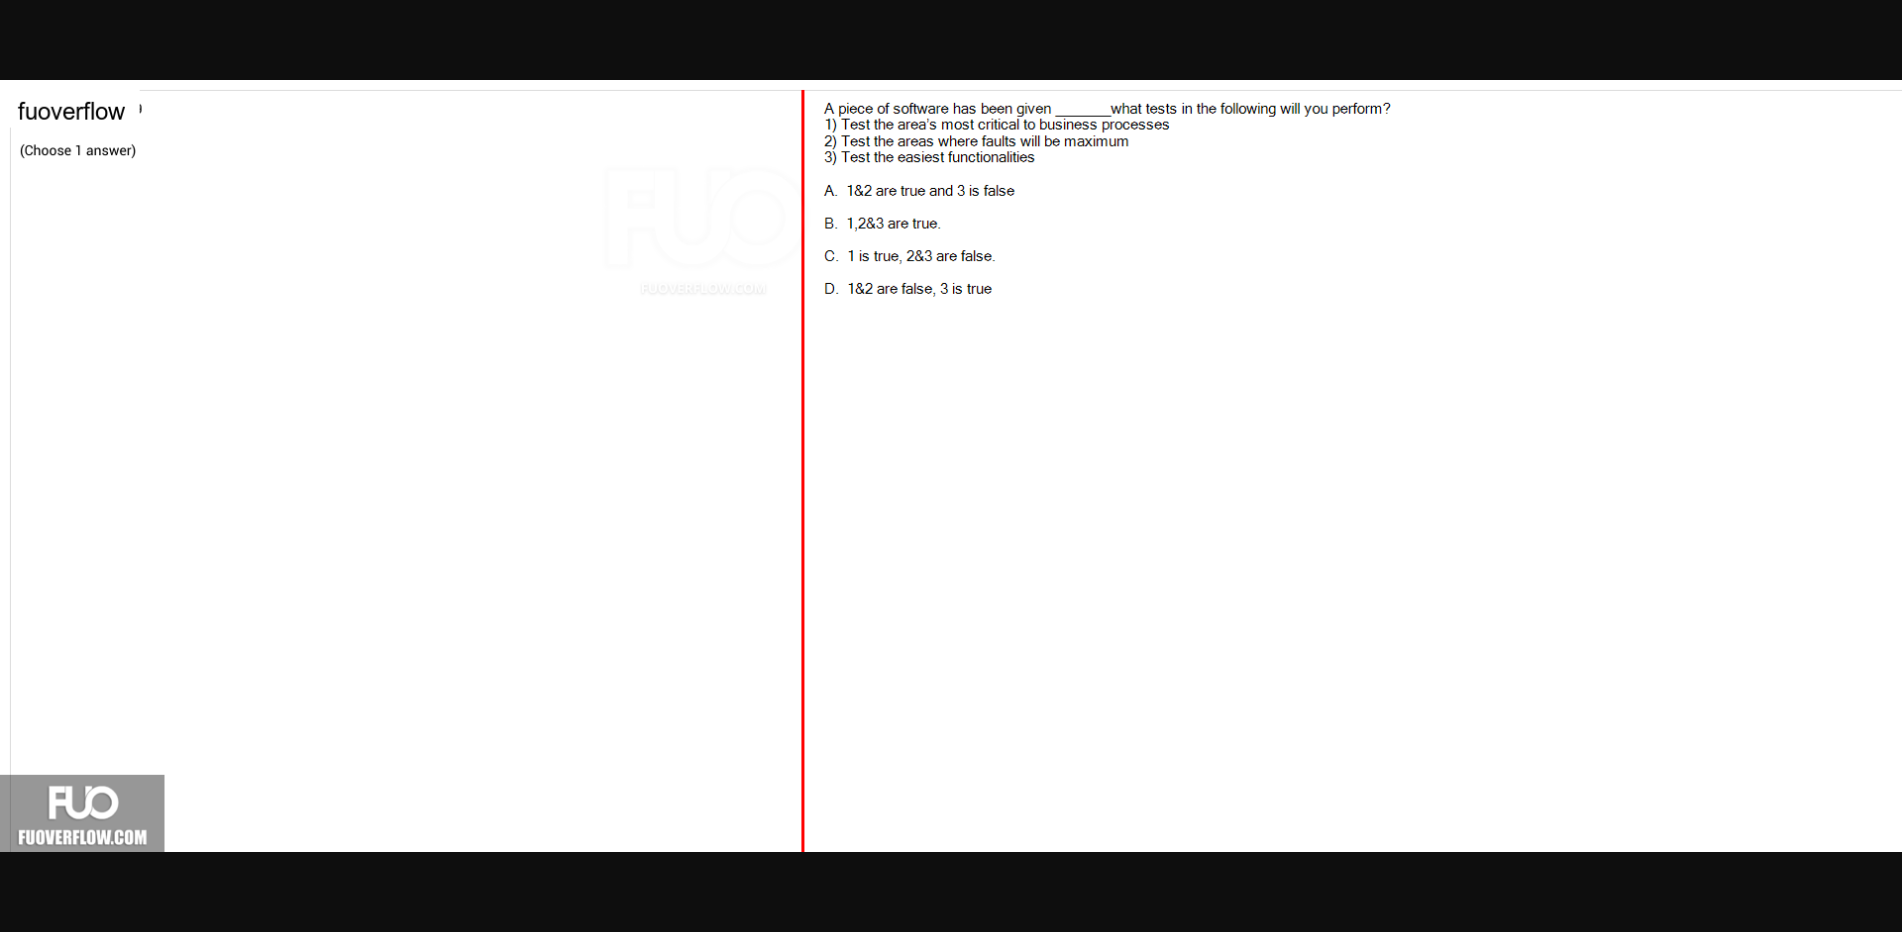 fuoverflow
(Choose 1 answer)
A piece of software has been given _______what tests in the following will you perform?
1) Test the area's most critical to business processes
2) Test the areas where faults will be maximum
3) Test the easiest functionalities
A. 1&2 are true and 3 is false
B. 1,2&3 are true.
C. 1 is true, 2&3 are false.
D. 1&2 are false, 3 is true
FUO
FUOVERFLOW.COM
FUO
FUOVERFLOW.COM